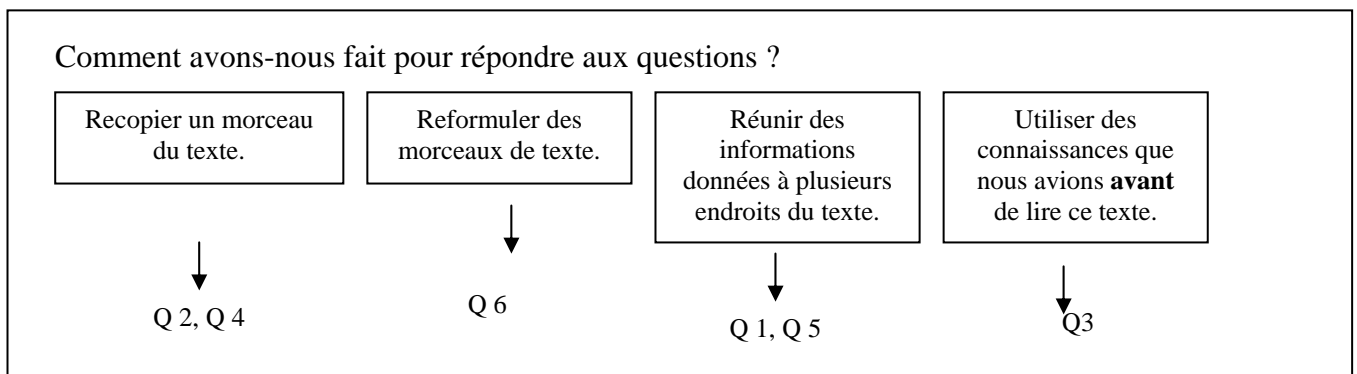 Comment avons-nous fait pour répondre aux questions ?
Recopier un morceau
du texte.
Reformuler des
morceaux de texte.
Réunir des
informations
données à plusieurs
endroits du texte.
Utiliser des
connaissances que
nous avions avant
de lire ce texte.
Q 2, Q 4
Q 6
Q 1, Q 5
Q3